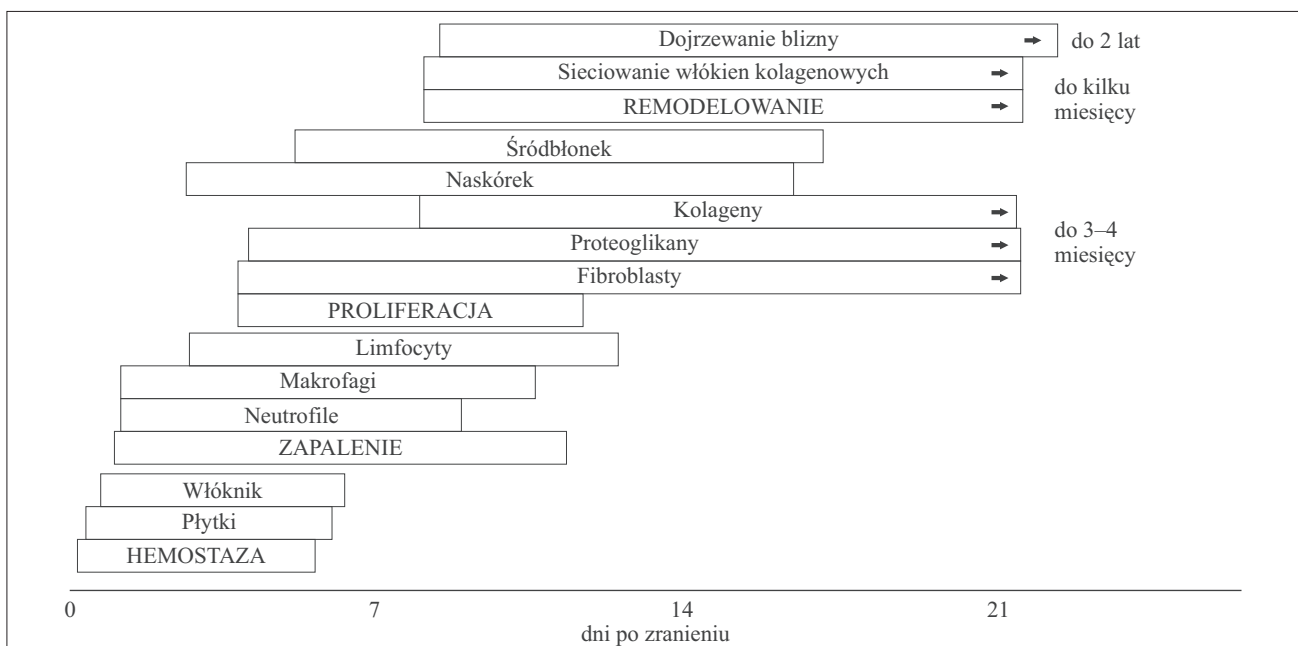 Dojrzewanie blizny → do 2 lat
Sieciowanie włókien kolagenowych →
do kilku
miesięcy
REMODELOWANIE →
Śródbłonek
Naskórek
Kolageny →
do 3–4
miesięcy
Proteoglikany →
Fibroblasty →
PROLIFERACJA
Limfocyty
Makrofagi
Neutrofile
ZAPALENIE
Włóknik
Płytki
HEMOSTAZA
0 7 14 21
dni po zranieniu